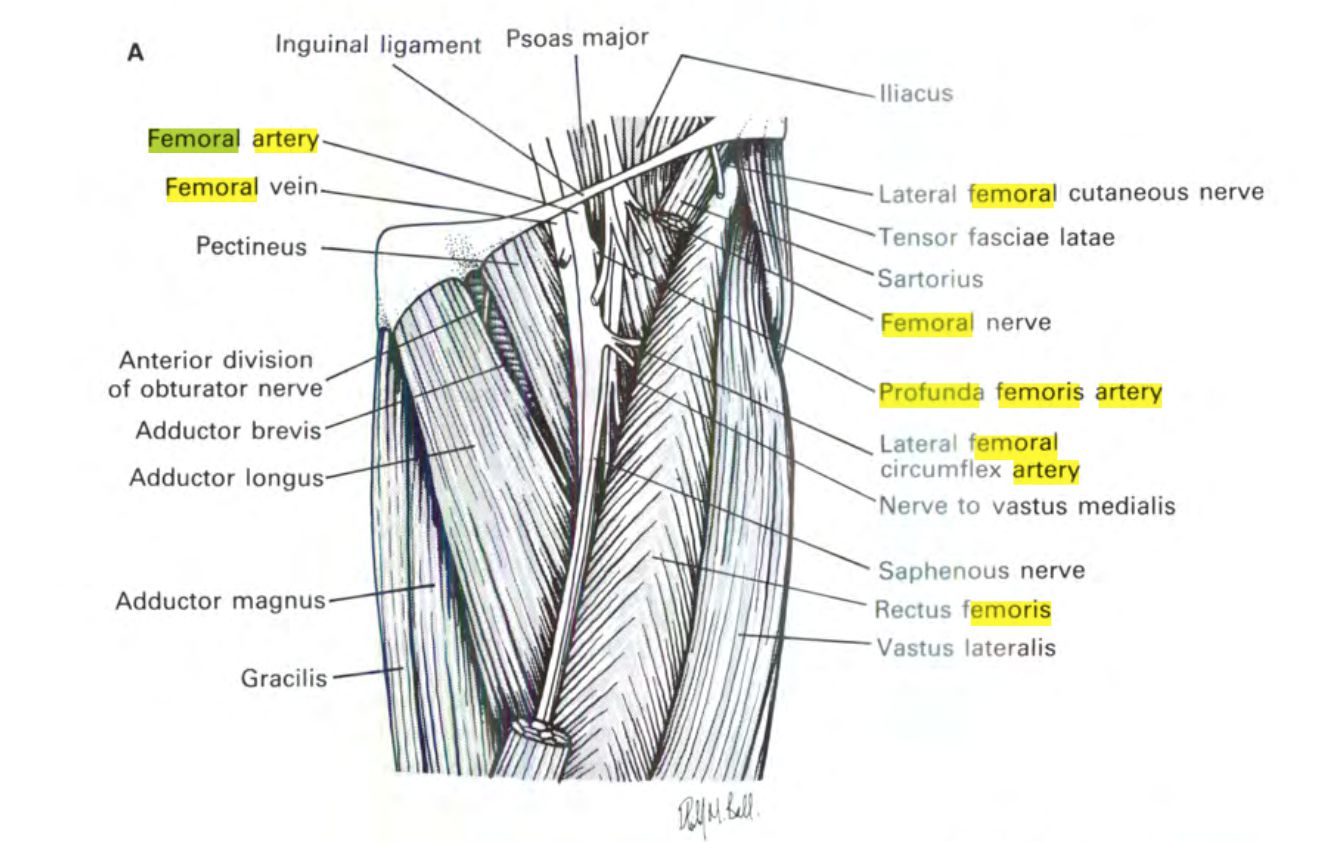 A
Inguinal ligament
Psoas major
Iliacus
Femoral artery
Femoral vein
Pectineus
Anterior division
of obturator nerve
Adductor brevis
Adductor longus
Adductor magnus
Gracilis
Lateral femoral cutaneous nerve
Tensor fasciae latae
Sartorius
Femoral nerve
Profunda femoris artery
Lateral femoral
circumflex artery
Nerve to vastus medialis
Saphenous nerve
Rectus femoris
Vastus lateralis